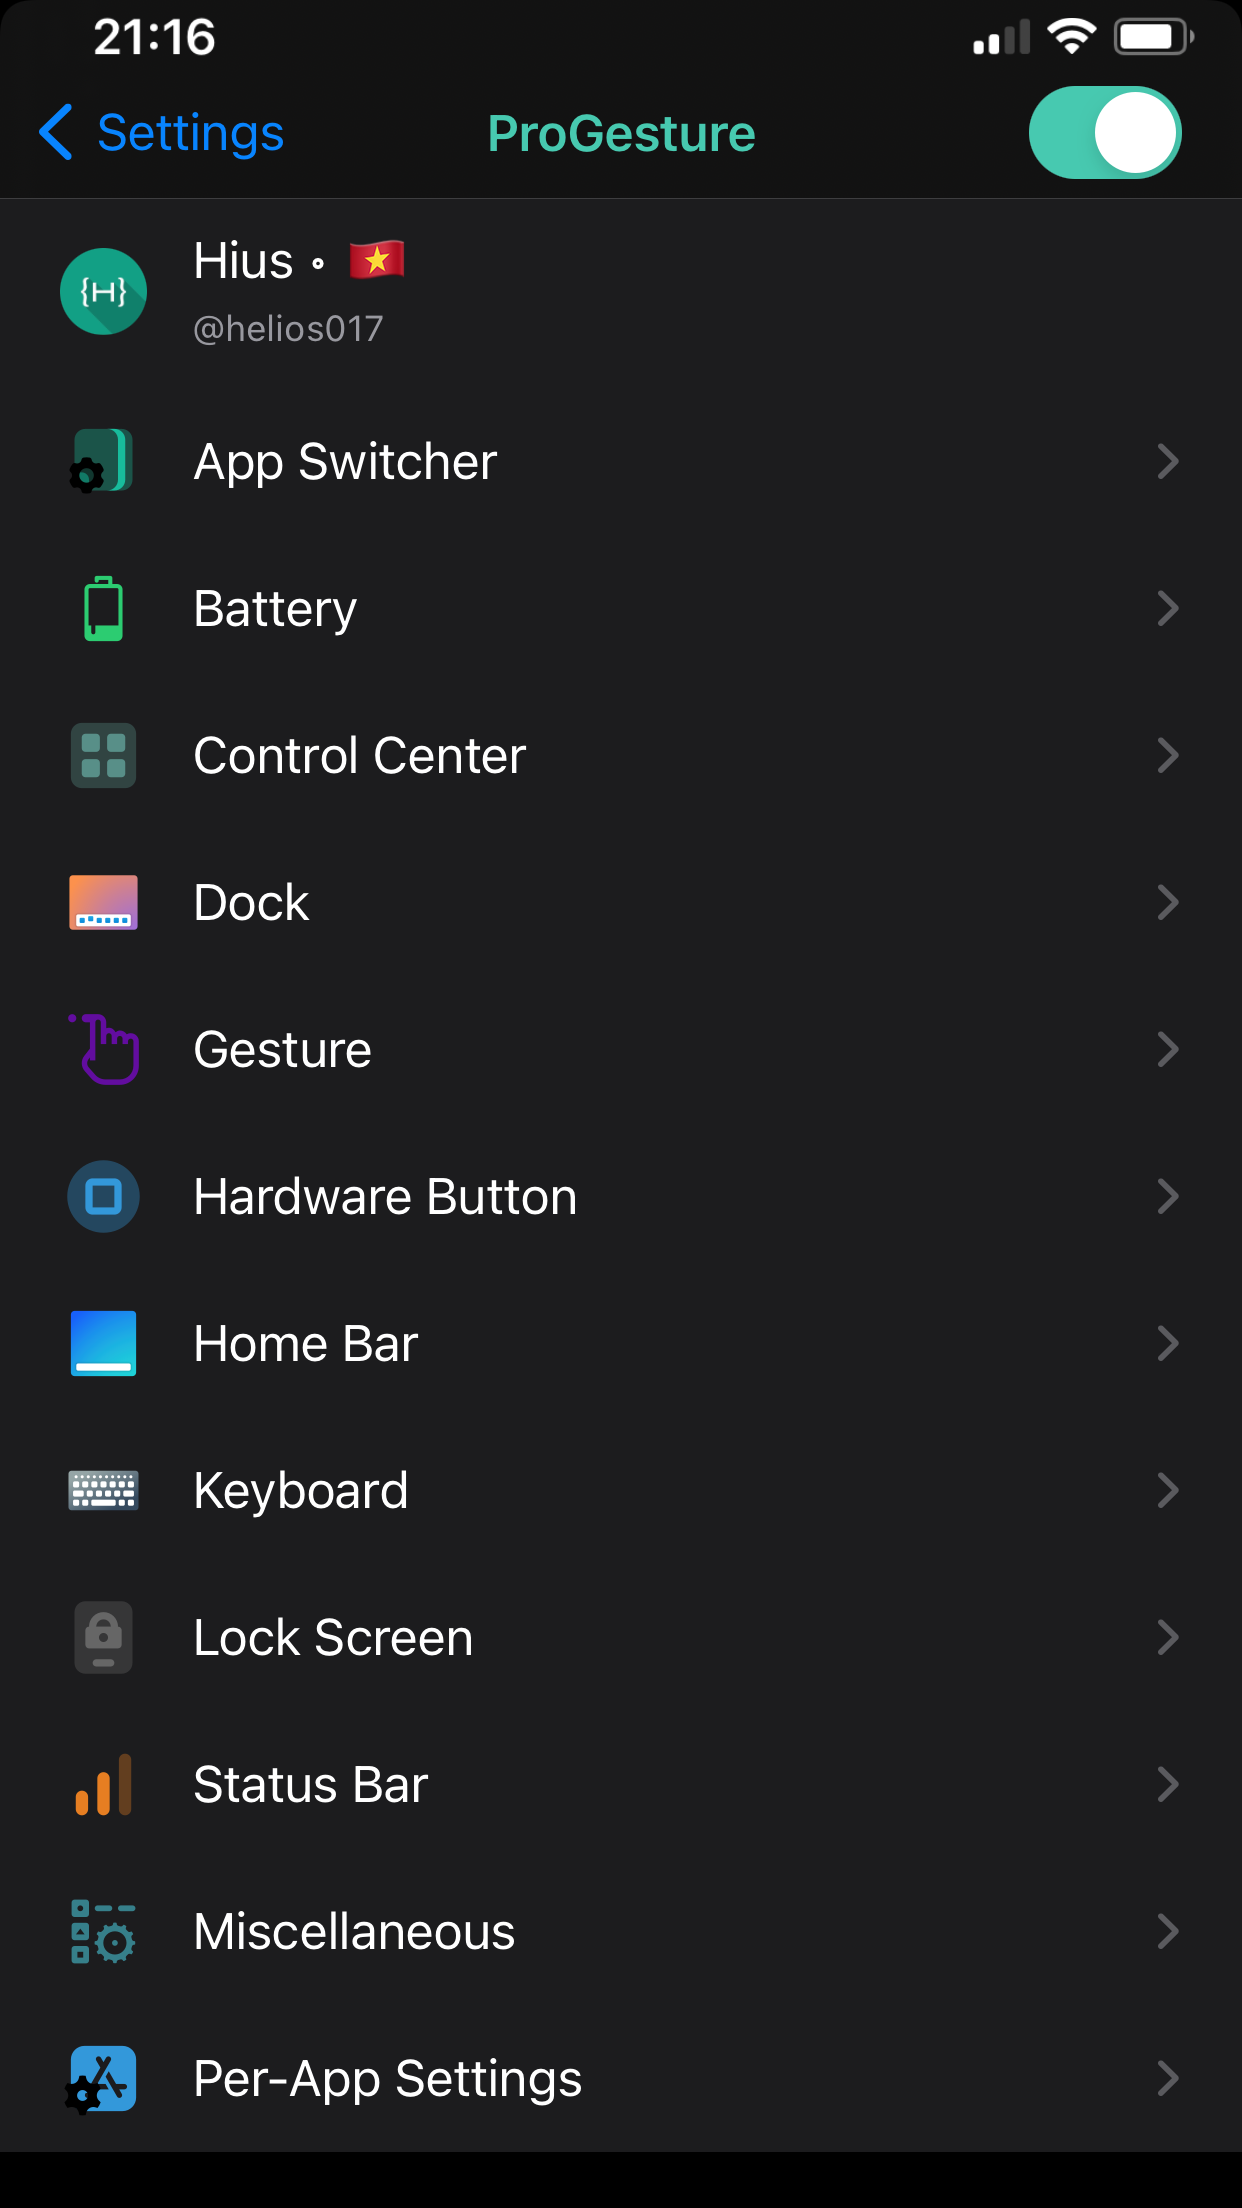 21:16
Settings
ProGesture
Hius ∘ 🇻🇳
{H}
@helios017
App Switcher
Battery
Control Center
Dock
Gesture
Hardware Button
Home Bar
Keyboard
Lock Screen
Status Bar
Miscellaneous
Per-App Settings